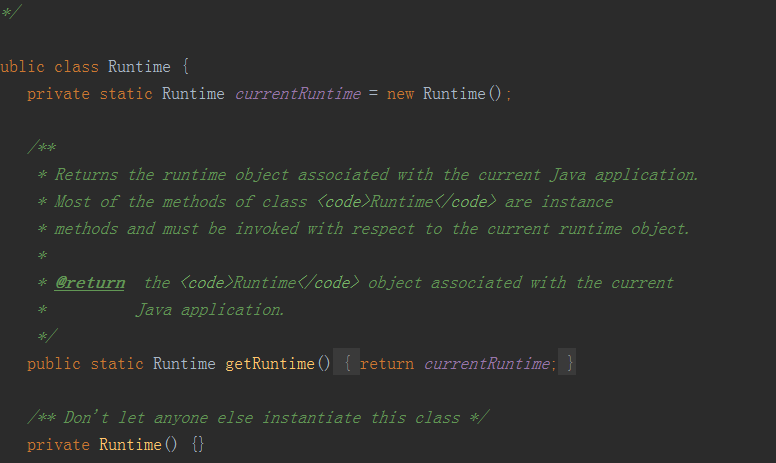 */
ublic class Runtime {
private static Runtime currentRuntime = new Runtime();
/**
* Returns the runtime object associated with the current Java application.
* Most of the methods of class <code>Runtime</code> are instance
* methods and must be invoked with respect to the current runtime object.
*
* @return  the <code>Runtime</code> object associated with the current
*          Java application.
*/
public static Runtime getRuntime() { return currentRuntime; }
/** Don't let anyone else instantiate this class */
private Runtime() {}